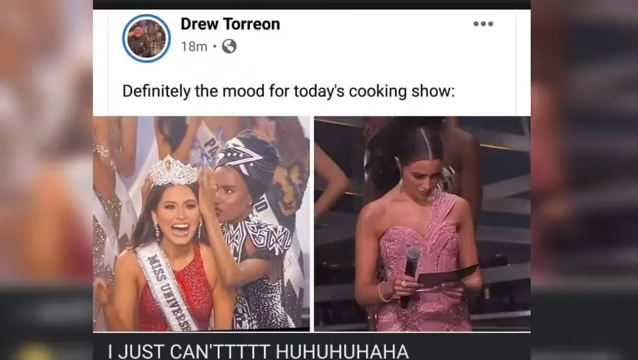 Drew Torreon
18m
Definitely the mood for today's cooking show:
MISS UNIVERSE
I JUST CAN'TTTTT HUHUHUHAHA